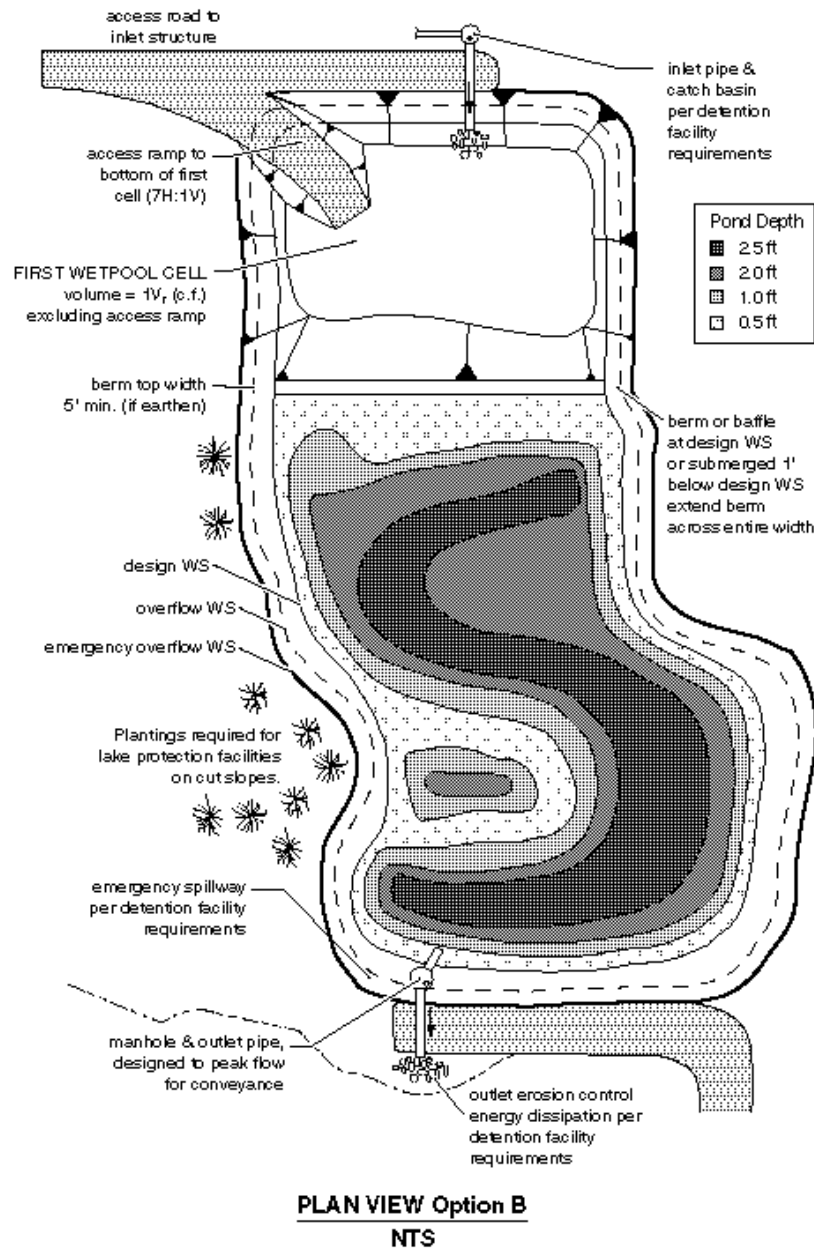 access road to
inlet structure
inlet pipe &
catch basin
per detention
facility
requirements
access ramp to
bottom of first
cell (7H:1V)
Pond Depth
2.5 ft
2.0 ft
1.0 ft
0.5 ft
FIRST WETPOOL CELL
volume = 1Vr (c.f.)
excluding access ramp
berm top width
5' min. (if earthen)
berm or baffle
at design WS
or submerged 1'
below design WS
extend berm
across entire width
design WS
overflow WS
emergency overflow WS
Plantings required for
lake protection facilities
on cut slopes.
emergency spillway
per detention facility
requirements
manhole & outlet pipe,
designed to peak flow
for conveyance
outlet erosion control
energy dissipation per
detention facility
requirements
PLAN VIEW Option B
NTS